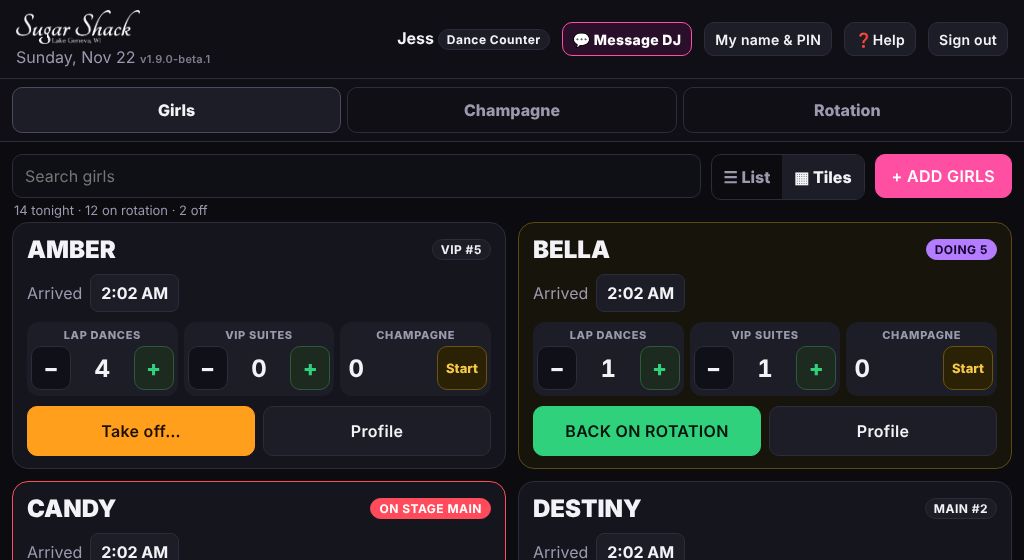 Sugar Shack
Lake Geneva, WI
Sunday, Nov 22 v1.9.0-beta.1
Jess Dance Counter
💬 Message DJ
My name & PIN
❓Help
Sign out
Girls
Champagne
Rotation
Search girls
☰ List
▦ Tiles
+ ADD GIRLS
14 tonight · 12 on rotation · 2 off
AMBER
VIP #5
Arrived 2:02 AM
LAP DANCES
VIP SUITES
CHAMPAGNE
− 4 +
− 0 +
0 Start
Take off...
Profile
BELLA
DOING 5
Arrived 2:02 AM
LAP DANCES
VIP SUITES
CHAMPAGNE
− 1 +
− 1 +
0 Start
BACK ON ROTATION
Profile
CANDY
ON STAGE MAIN
Arrived 2:02 AM
DESTINY
MAIN #2
Arrived 2:02 AM